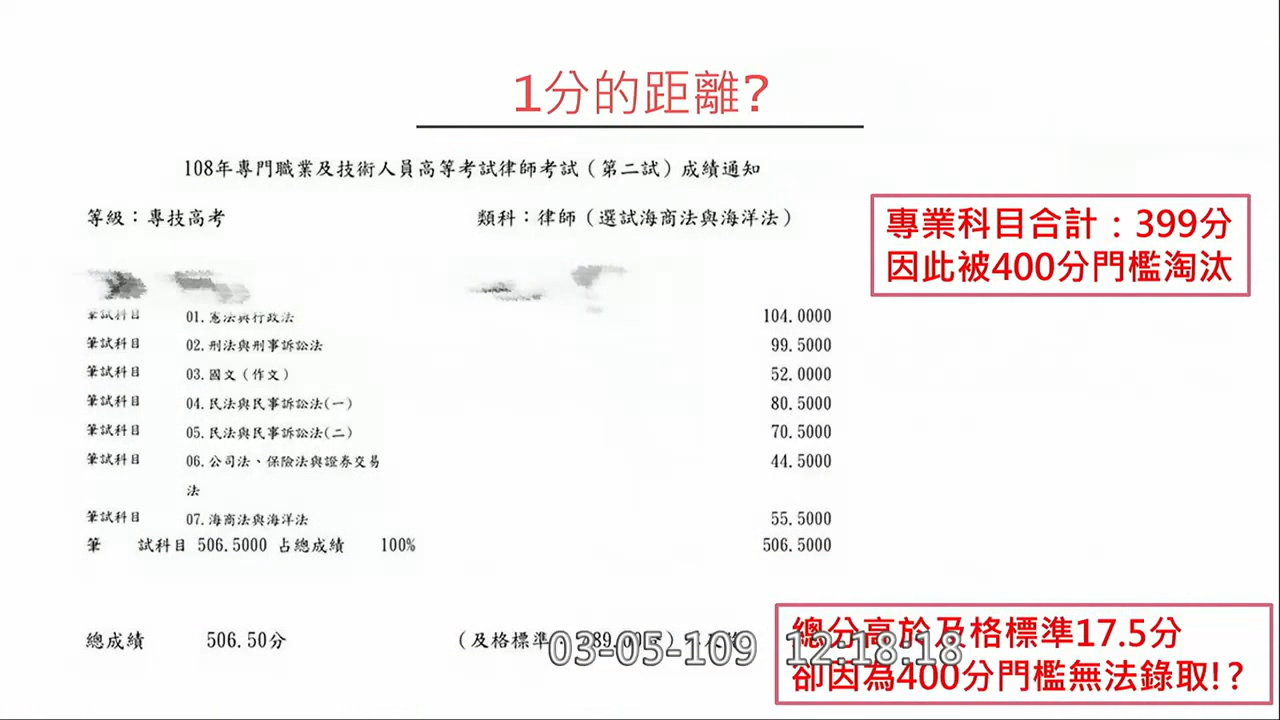 1分的距離?
108年專門職業及技術人員高等考試律師考試（第二試）成績通知
等級：專技高考 類科：律師（選試海商法與海洋法）
專業科目合計：399分
因此被400分門檻淘汰
筆試科目 01.憲法與行政法 104.0000
筆試科目 02.刑法與刑事訴訟法 99.5000
筆試科目 03.國文（作文） 52.0000
筆試科目 04.民法與民事訴訟法(一) 80.5000
筆試科目 05.民法與民事訴訟法(二) 70.5000
筆試科目 06.公司法、保險法與證券交易 44.5000
法
筆試科目 07.海商法與海洋法 55.5000
筆 試科目 506.5000 占總成績 100% 506.5000
總成績 506.50分 （及格標準
03-05-109 12:18:18
總分高於及格標準17.5分
卻因為400分門檻無法錄取!?